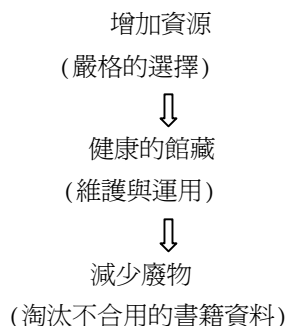 增加資源
(嚴格的選擇)
⇩
健康的館藏
(維護與運用)
⇩
減少廢物
(淘汰不合用的書籍資料)